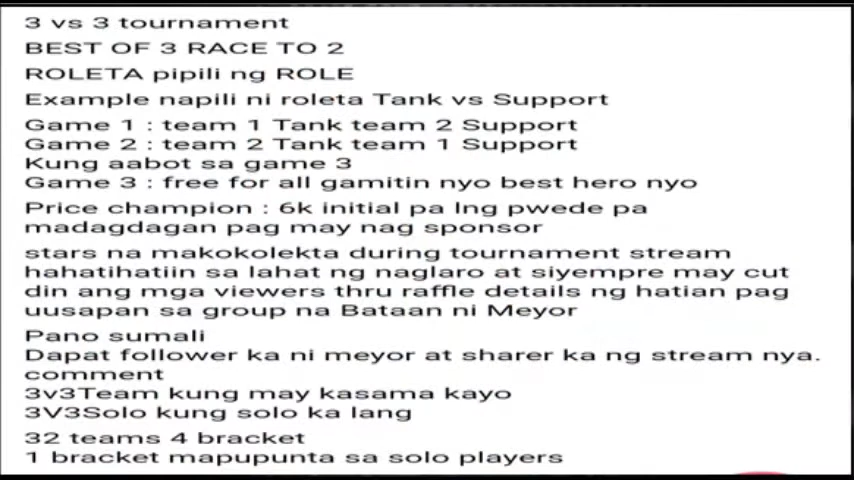 3 vs 3 tournament
BEST OF 3 RACE TO 2
ROLETA pipili ng ROLE
Example napili ni roleta Tank vs Support
Game 1 : team 1 Tank team 2 Support
Game 2 : team 2 Tank team 1 Support
Kung aabot sa game 3
Game 3 : free for all gamitin nyo best hero nyo
Price champion : 6k initial pa lng pwede pa
madagdagan pag may nag sponsor
stars na makokolekta during tournament stream
hahatihatiin sa lahat ng naglaro at siyempre may cut
din ang mga viewers thru raffle details ng hatian pag
uusapan sa group na Bataan ni Meyor
Pano sumali
Dapat follower ka ni meyor at sharer ka ng stream nya.
comment
3v3Team kung may kasama kayo
3V3Solo kung solo ka lang
32 teams 4 bracket
1 bracket mapupunta sa solo players